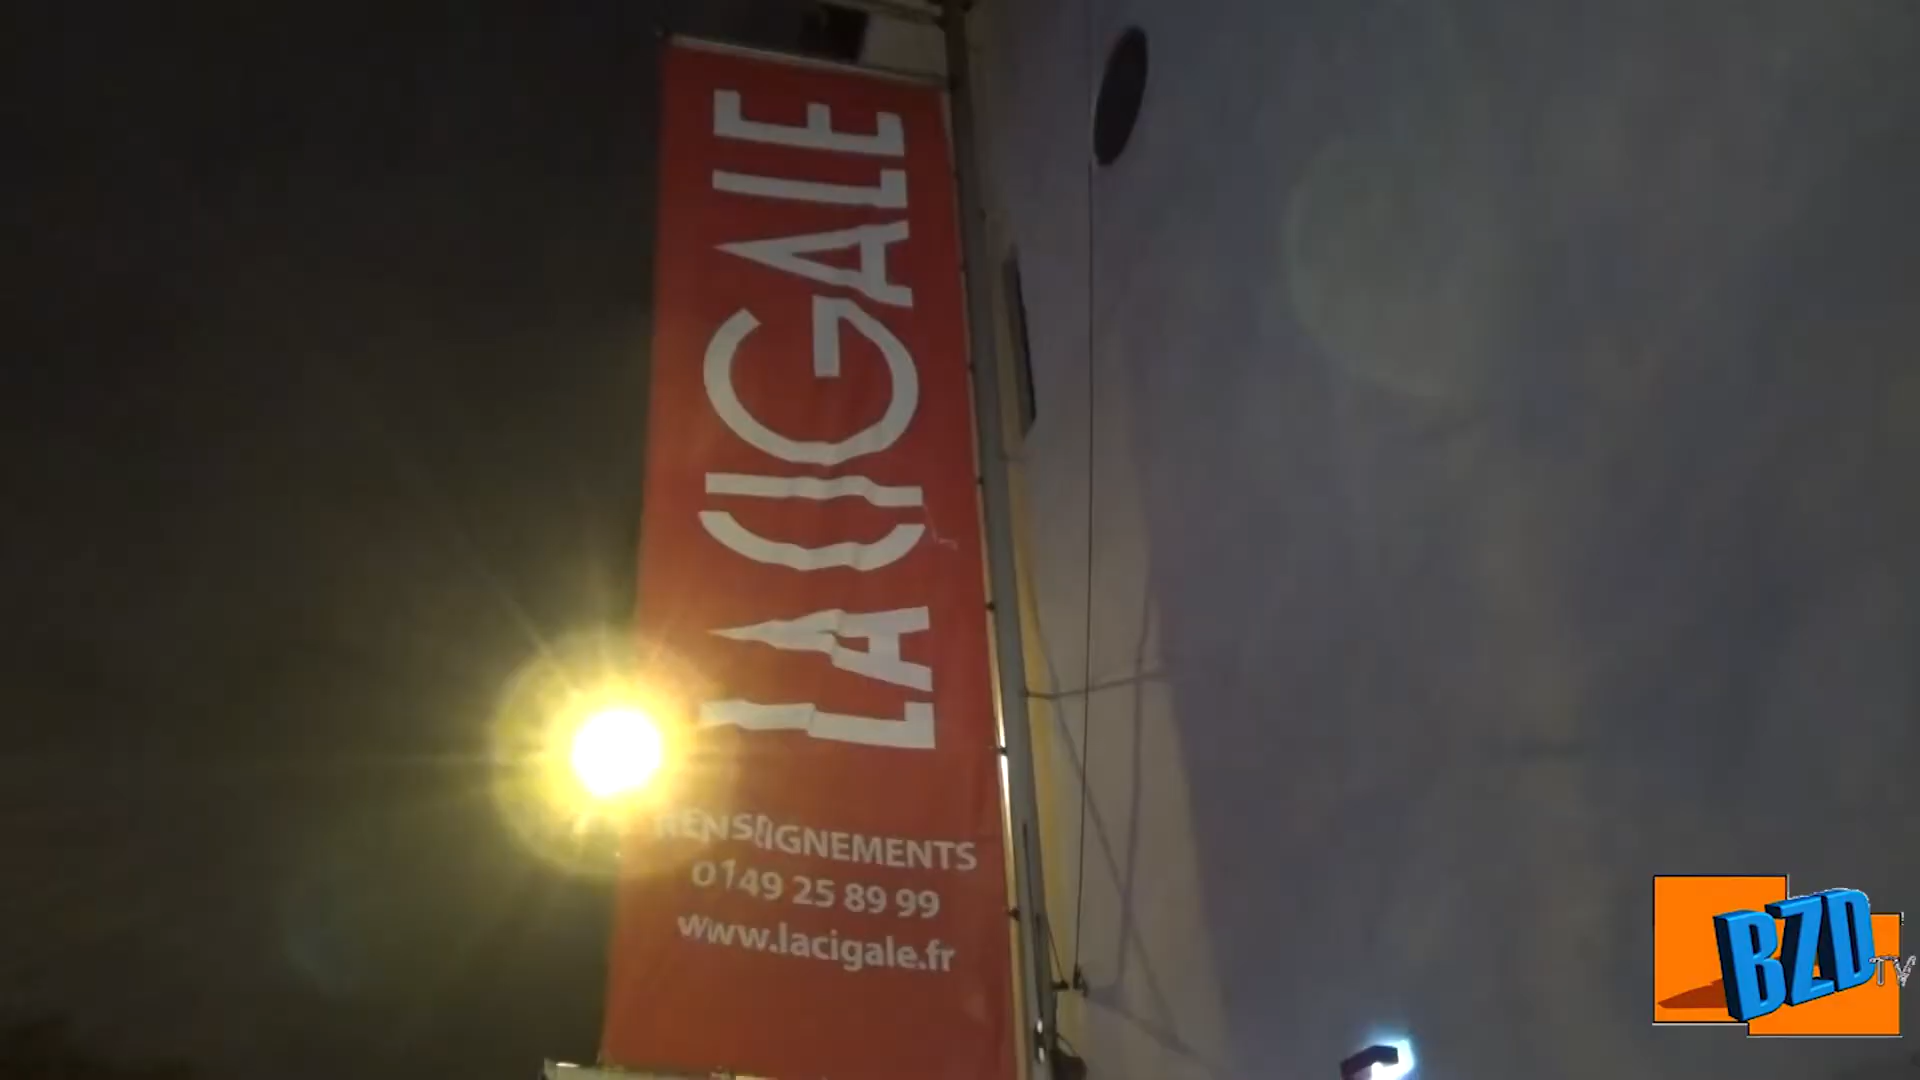 LA CIGALE
RENSEIGNEMENTS
01 49 25 89 99
www.lacigale.fr
BZD
TV